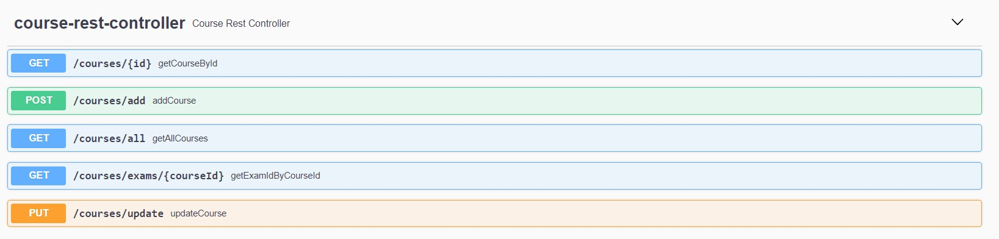 course-rest-controller Course Rest Controller
GET /courses/{id} getCourseById
POST /courses/add addCourse
GET /courses/all getAllCourses
GET /courses/exams/{courseId} getExamIdByCourseId
PUT /courses/update updateCourse